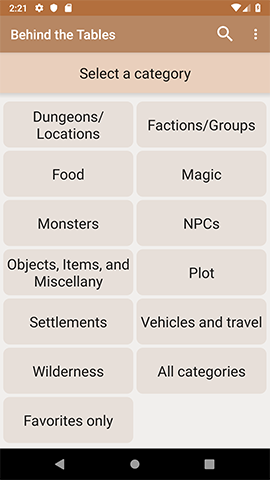 2:21
Behind the Tables
Select a category
Dungeons/
Locations
Factions/Groups
Food
Magic
Monsters
NPCs
Objects, Items, and
Miscellany
Plot
Settlements
Vehicles and travel
Wilderness
All categories
Favorites only